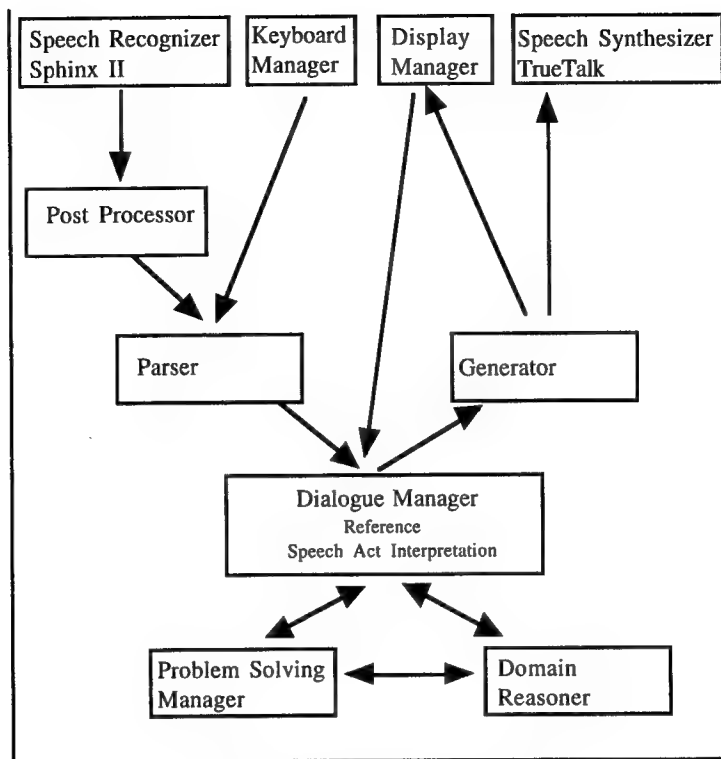 Speech Recognizer
Sphinx II
Keyboard
Manager
Display
Manager
Speech Synthesizer
TrueTalk
Post Processor
Parser
Generator
Dialogue Manager
Reference
Speech Act Interpretation
Problem Solving
Manager
Domain
Reasoner